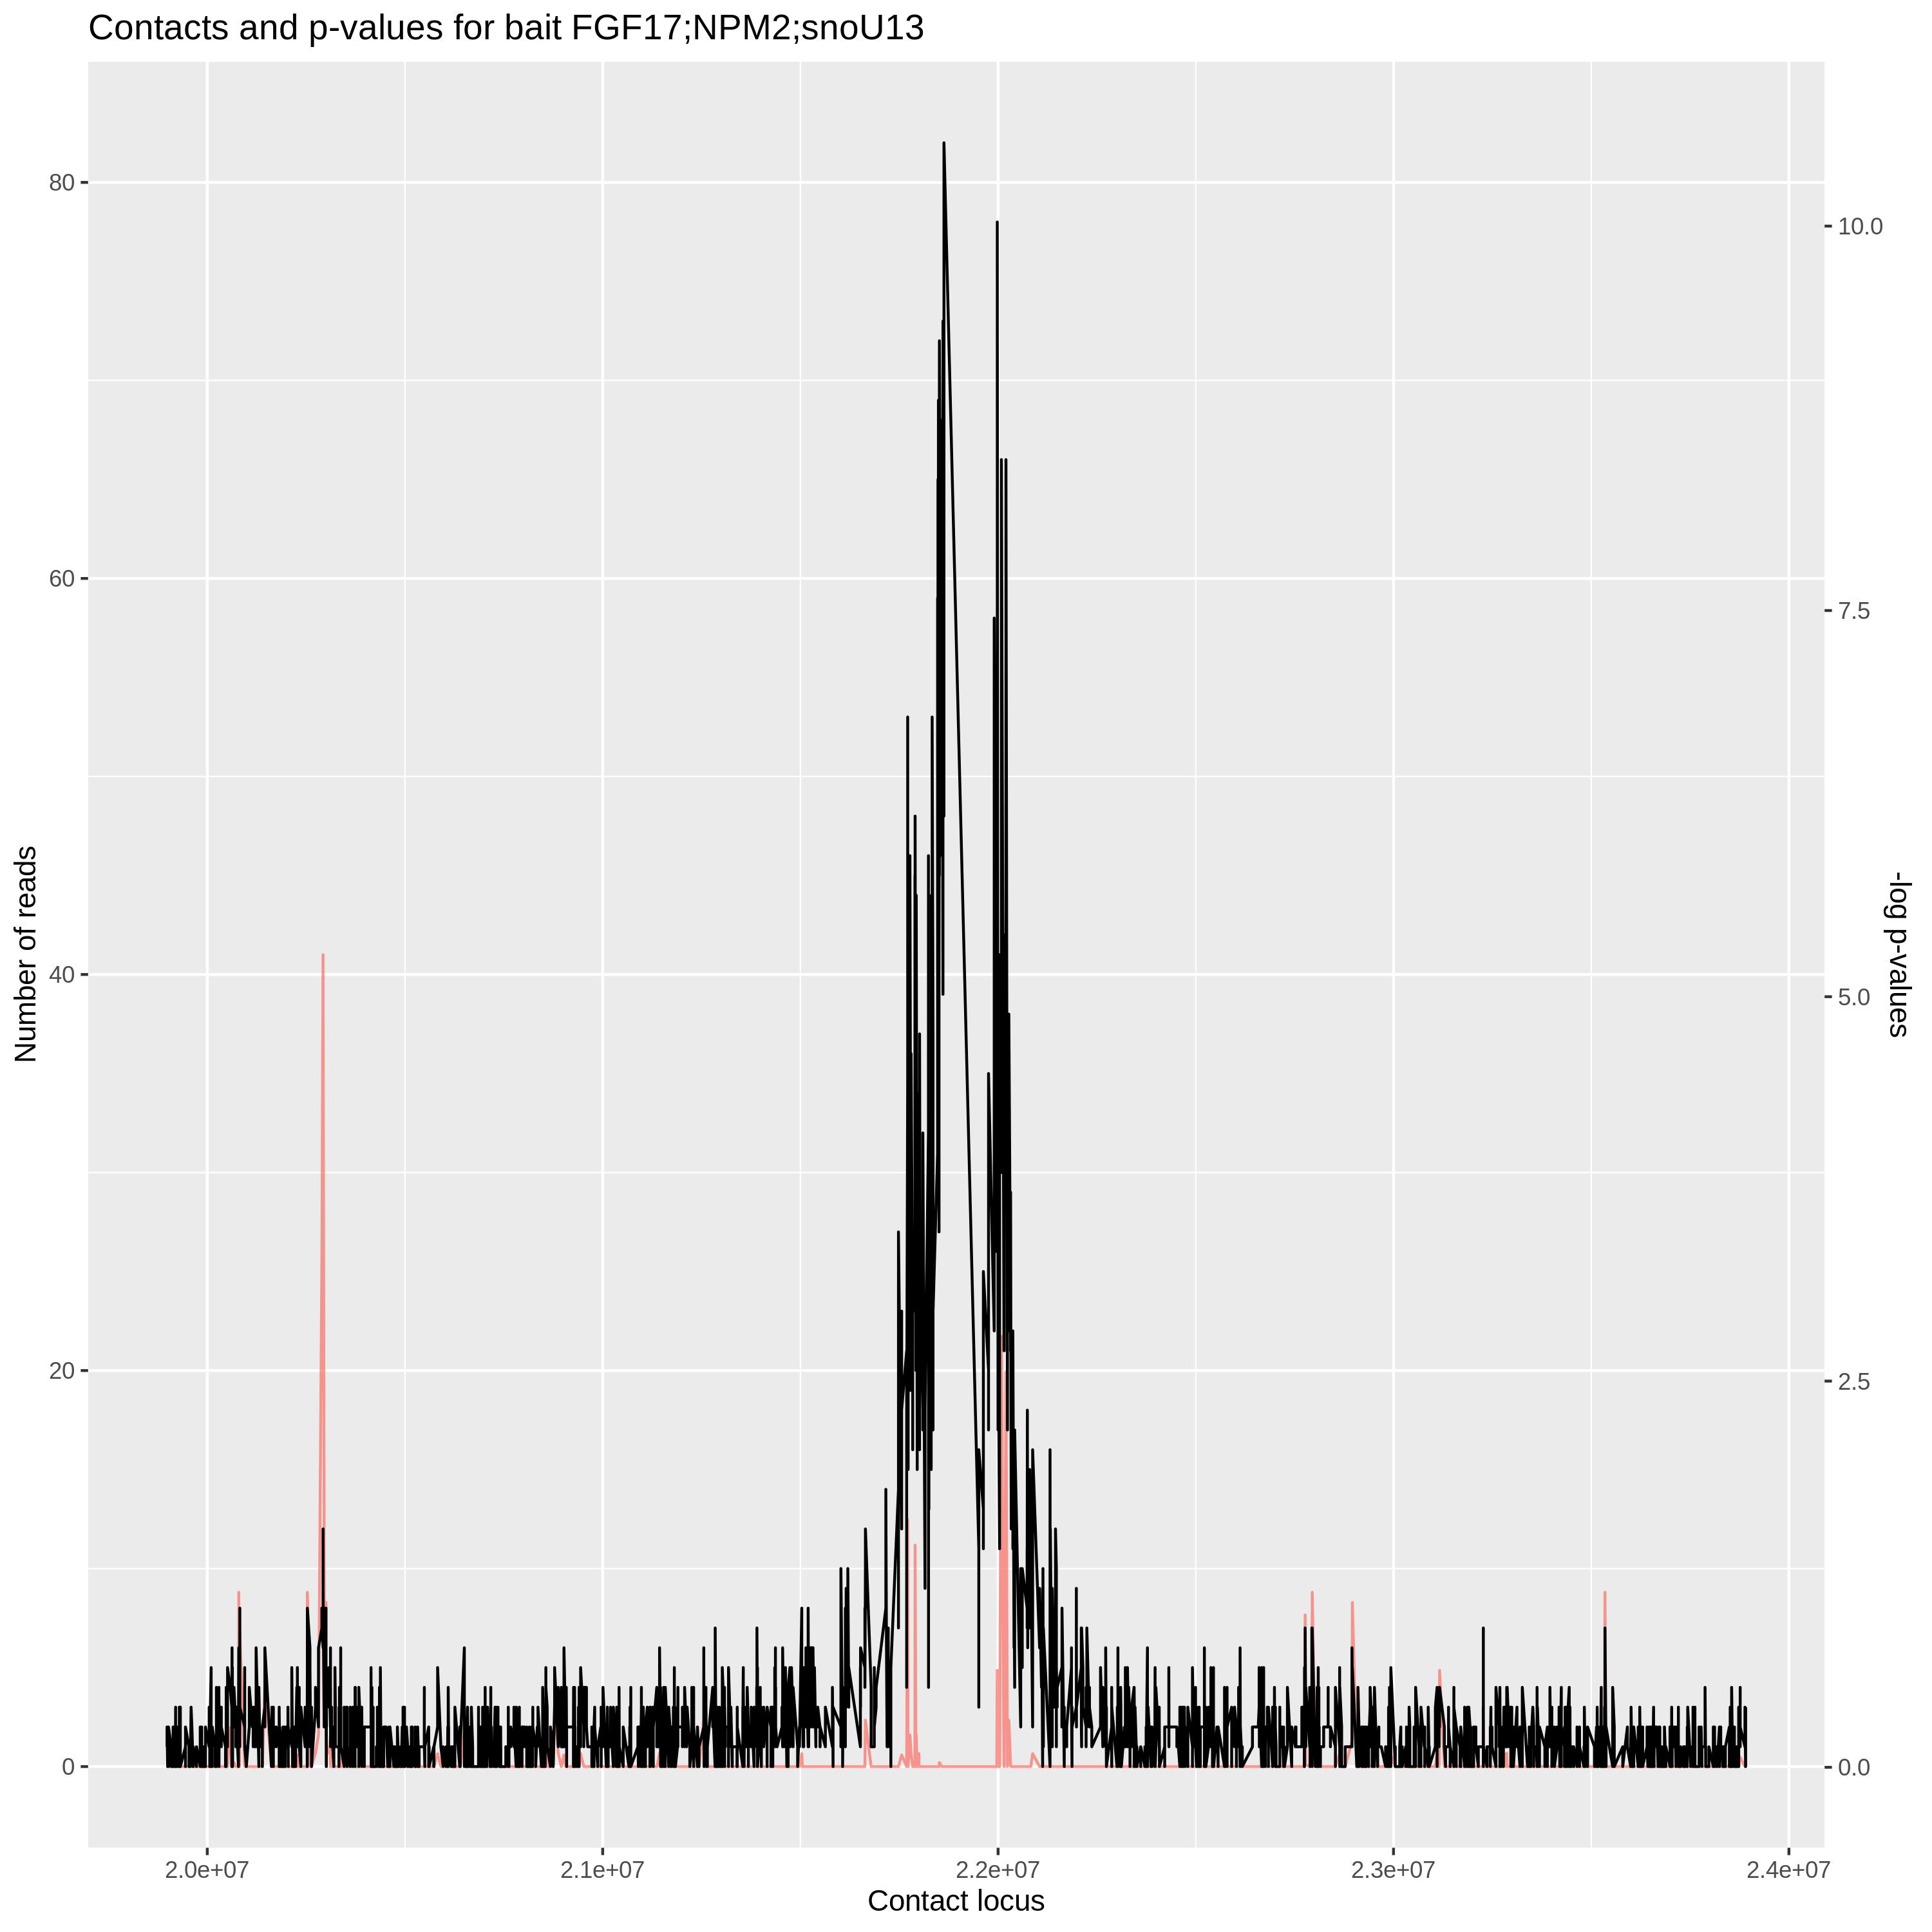 Contacts and p-values for bait FGF17;NPM2;snoU13
80
60
40
20
0
Number of reads
10.0
7.5
5.0
2.5
0.0
-log p-values
2.0e+07
2.1e+07
2.2e+07
2.3e+07
2.4e+07
Contact locus